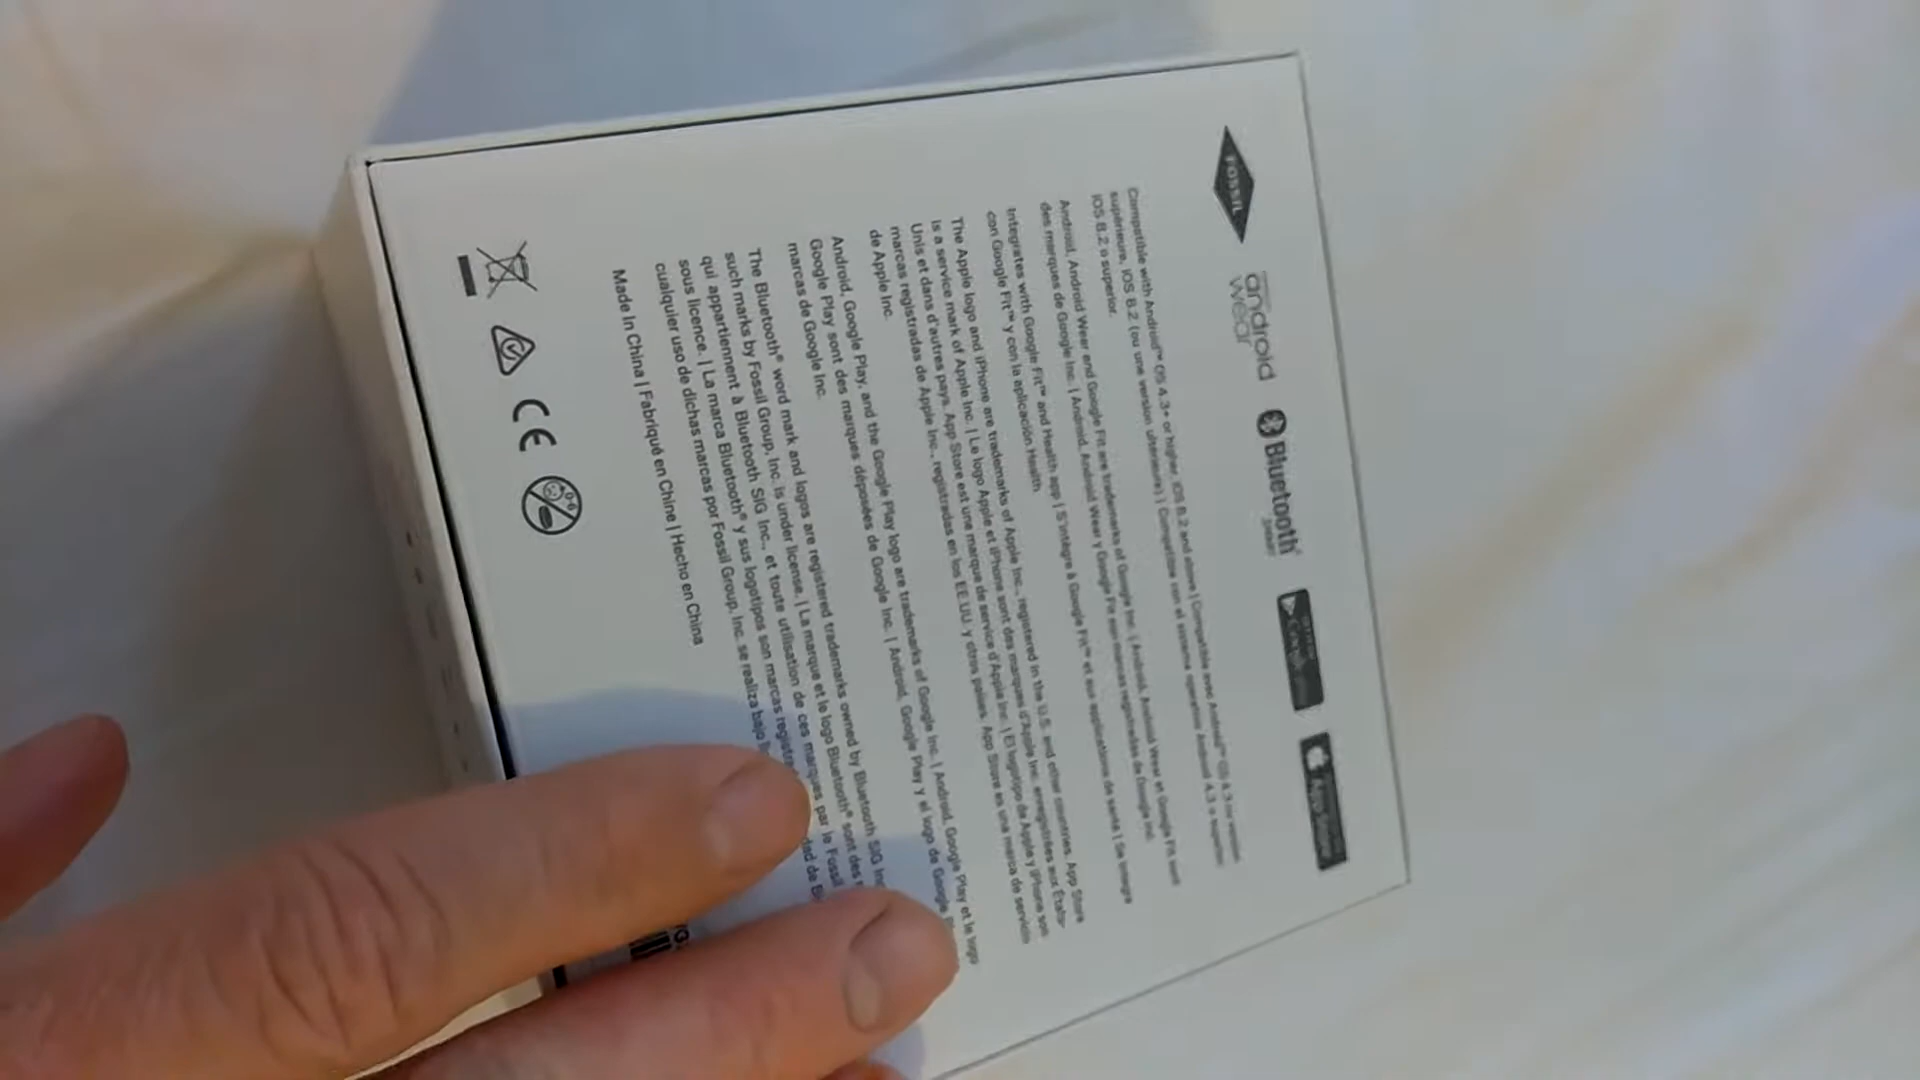 FOSSIL
android
wear
Bluetooth®
SMART
Google play
App Store
Compatible with Android™ OS 4.3+ or higher, iOS 8.2 and above | Compatible avec Android™ OS 4.3 (ou version
supérieure, iOS 8.2 (ou une version ultérieure) | Compatible con el sistema operativo Android 4.3 o superior,
iOS 8.2 o superior.
Android, Android Wear and Google Fit are trademarks of Google Inc. | Android, Android Wear et Google Fit sont
des marques de Google Inc. | Android, Android Wear y Google Fit son marcas registradas de Google Inc.
Integrates with Google Fit™ and Health app | S'intègre à Google Fit™ et aux applications de santé | Se integra
con Google Fit™ y con la aplicación Health
The Apple logo and iPhone are trademarks of Apple Inc., registered in the U.S. and other countries. App Store
is a service mark of Apple Inc. | Le logo Apple et iPhone sont des marques d'Apple Inc. enregistrées aux États-
Unis et dans d'autres pays. App Store est une marque de service d'Apple Inc. | El logotipo de Apple y iPhone son
marcas registradas de Apple Inc., registradas en los EE.UU. y otros países. App Store es una marca de servicio
de Apple Inc.
Android, Google Play, and the Google Play logo are trademarks of Google Inc. | Android, Google Play et le logo
Google Play sont des marques déposées de Google Inc. | Android, Google Play y el logo de Google
marcas de Google Inc.
The Bluetooth® word mark and logos are registered trademarks owned by Bluetooth SIG Inc
such marks by Fossil Group, Inc. is under license. | La marque et le logo Bluetooth® sont des
qui appartiennent à Bluetooth SIG Inc., et toute utilisation de ces marques par le Fossil
sous licence. | La marca Bluetooth® y sus logotipos son marcas registra dad de
cualquier uso de dichas marcas por Fossil Group, Inc. se realiza bajo
Made In China | Fabriqué en Chine | Hecho en China
CE
0-3